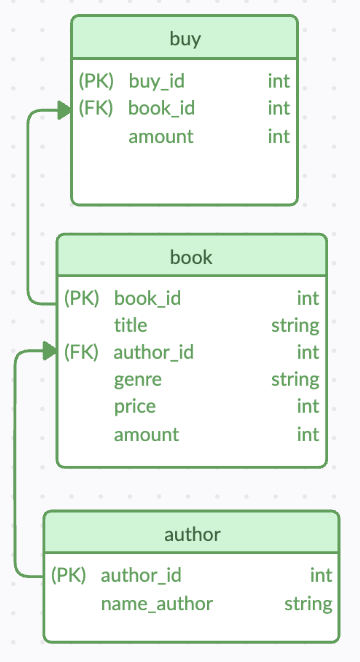 buy
(PK) buy_id int
(FK) book_id int
amount int
book
(PK) book_id int
title string
(FK) author_id int
genre string
price int
amount int
author
(PK) author_id int
name_author string